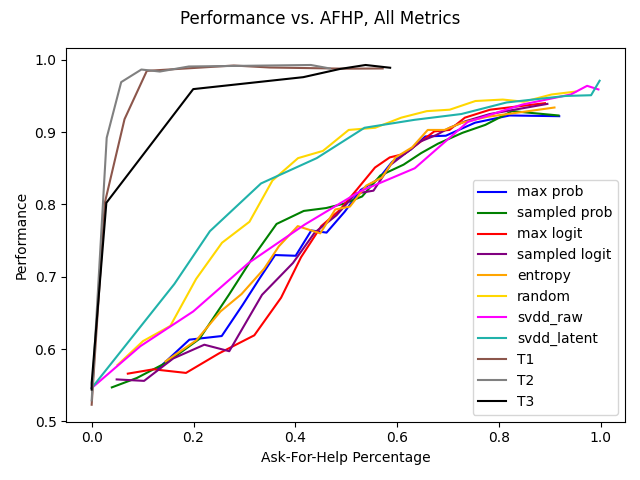 Performance vs. AFHP, All Metrics
1.0
0.9
0.8
0.7
0.6
0.5
Performance
0.0
0.2
0.4
0.6
0.8
1.0
Ask-For-Help Percentage
max prob
sampled prob
max logit
sampled logit
entropy
random
svdd_raw
svdd_latent
T1
T2
T3